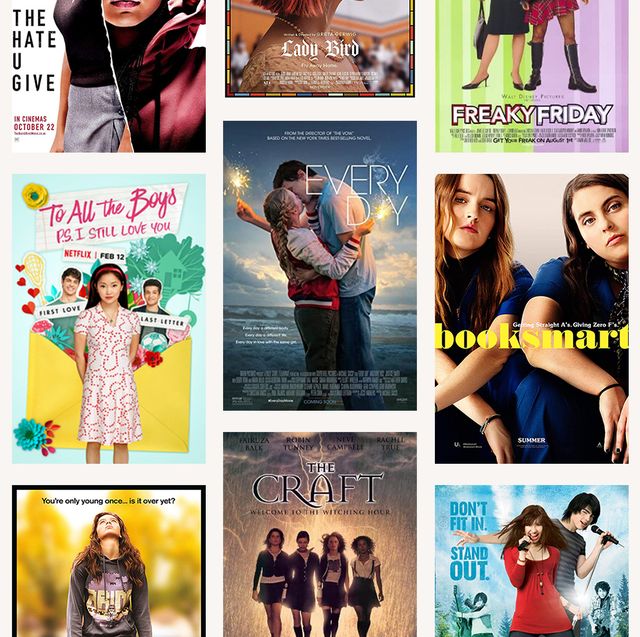 THE
HATE
U
GIVE
IN CINEMAS
OCTOBER 22
Written & Directed by GRETA GERWIG
Lady Bird
Fly Away Home.
WALT DISNEY PICTURES
FREAKY FRIDAY
GET YOUR FREAK ON AUGUST 1st
To All the Boys
P.S. I STILL LOVE YOU
NETFLIX | FEB 12
FIRST LOVE
LAST LETTER
FROM THE DIRECTOR OF "THE VOW"
BASED ON THE NEW YORK TIMES BEST-SELLING NOVEL
EVERY
DAY
Every day a different body.
Every day a different life.
Every day in love with the same girl.
COMING SOON
Getting Straight A's. Giving Zero F's.
booksmart
SUMMER
You're only young once... is it over yet?
FAIRUZA BALK
ROBIN TUNNEY
NEVE CAMPBELL
RACHEL TRUE
THE
CRAFT
WELCOME TO THE WITCHING HOUR.
DON'T
FIT IN.
STAND
OUT.